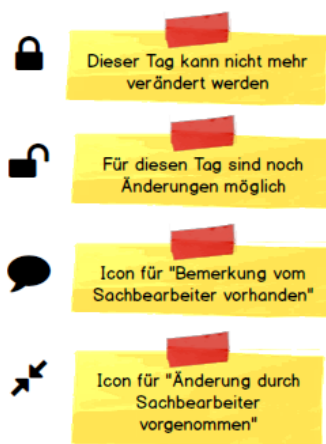 Dieser Tag kann nicht mehr
verändert werden
Für diesen Tag sind noch
Änderungen möglich
Icon für "Bemerkung vom
Sachbearbeiter vorhanden"
Icon für "Änderung durch
Sachbearbeiter
vorgenommen"